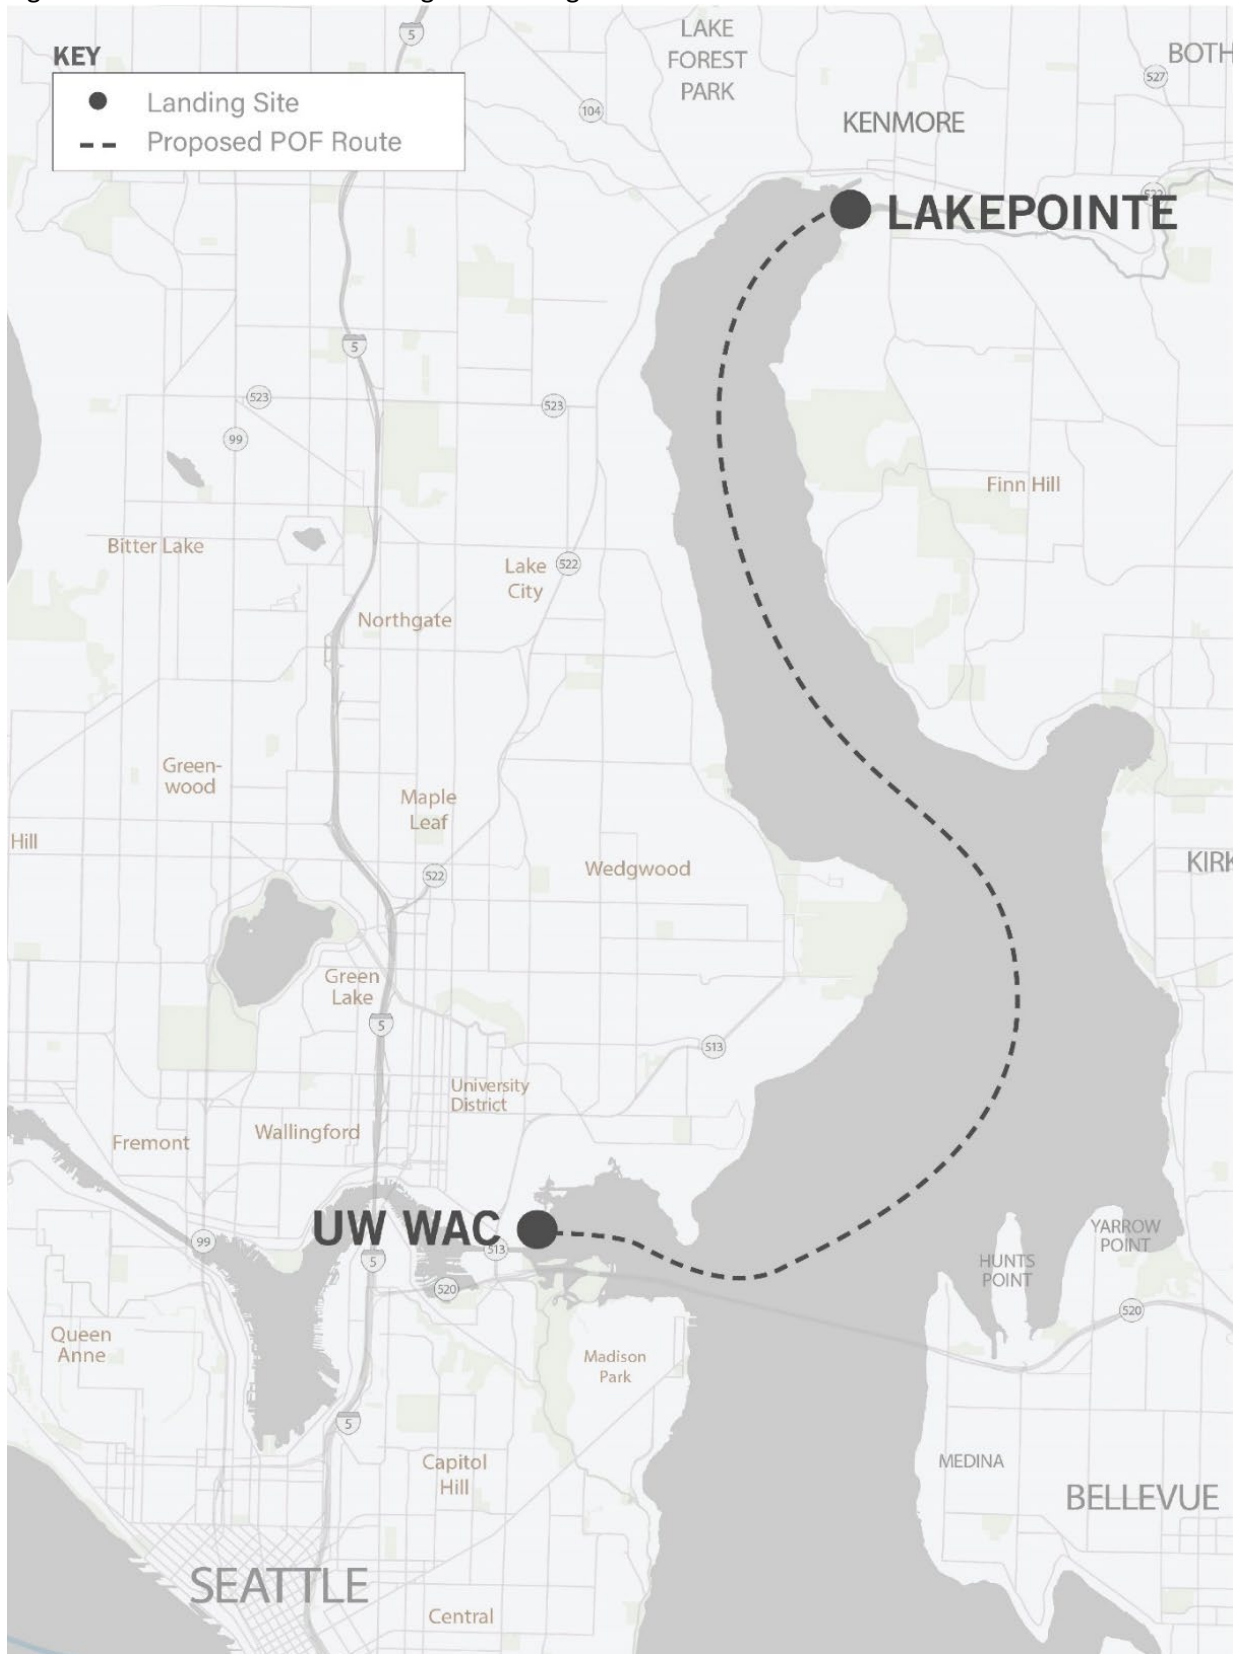 KEY
Landing Site
Proposed POF Route
5
LAKE
FOREST
PARK
BOTH
527
104
KENMORE
522
LAKEPOINTE
5
523
523
99
Finn Hill
Bitter Lake
Lake
City
522
Northgate
Green-
wood
Maple
Leaf
Hill
522
Wedgwood
KIRK
Green
Lake
5
513
University
District
Fremont
Wallingford
UW WAC
513
99
5
520
YARROW
POINT
HUNTS
POINT
520
Queen
Anne
Madison
Park
5
Capitol
Hill
MEDINA
BELLEVUE
SEATTLE
Central